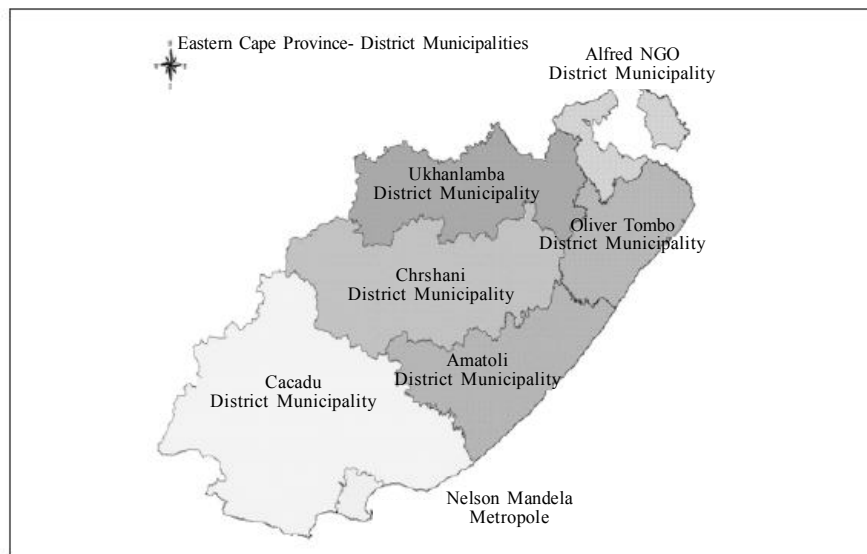 Eastern Cape Province- District Municipalities
Alfred NGO
District Municipality
Ukhanlamba
District Municipality
Oliver Tombo
District Municipality
Chrshani
District Municipality
Amatoli
District Municipality
Cacadu
District Municipality
Nelson Mandela
Metropole